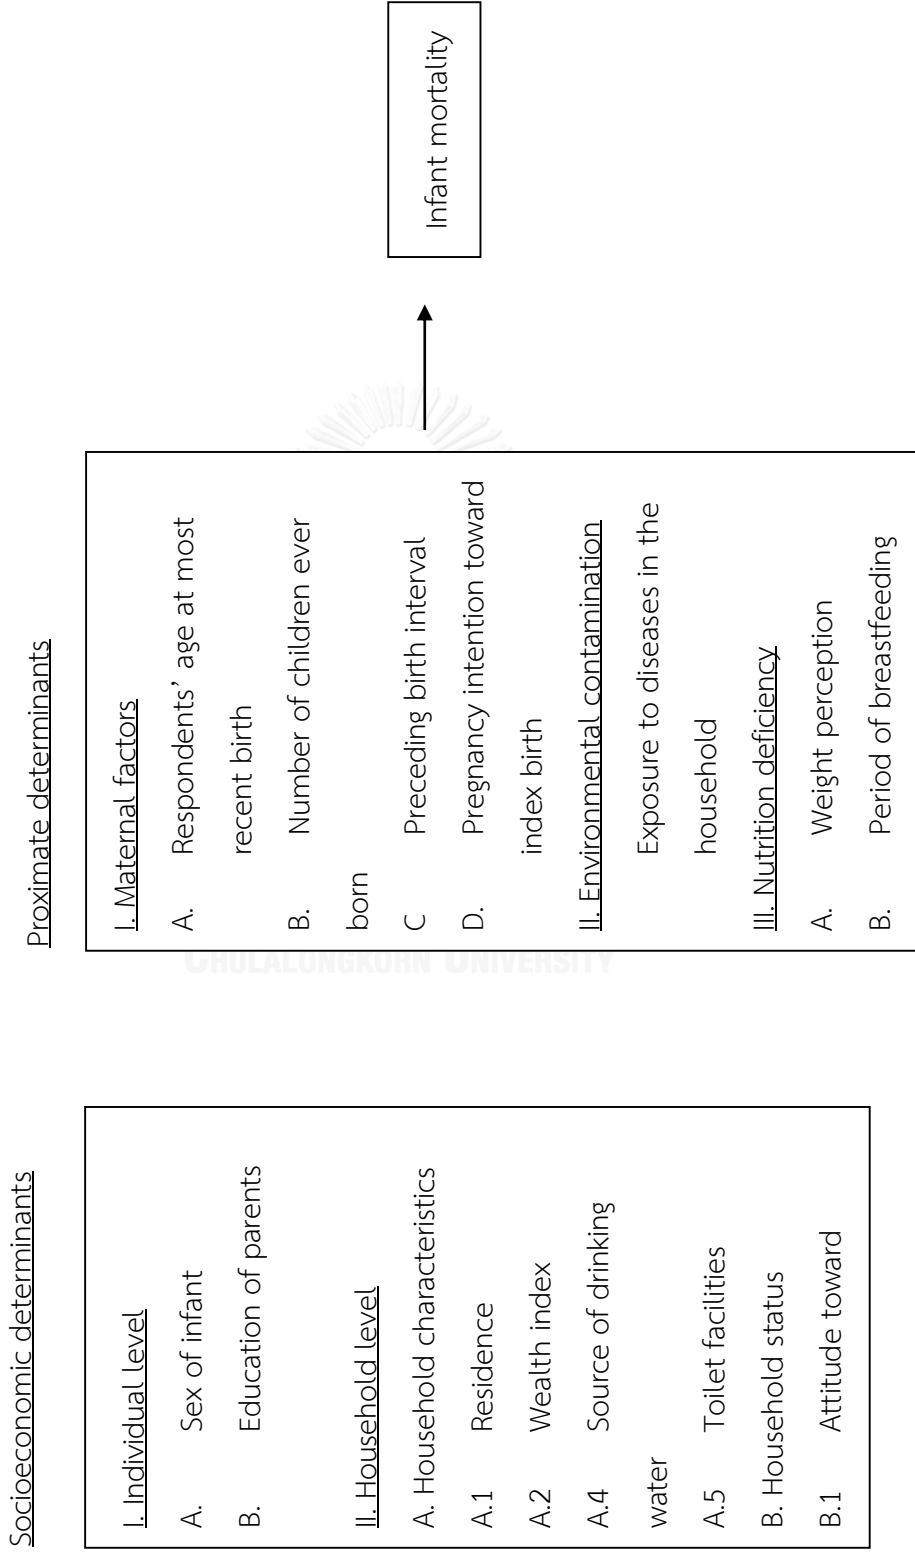 Socioeconomic determinants
I. Individual level
A. Sex of infant
B. Education of parents
II. Household level
A. Household characteristics
A.1 Residence
A.2 Wealth index
A.4 Source of drinking
water
A.5 Toilet facilities
B. Household status
B.1 Attitude toward
Proximate determinants
I. Maternal factors
A. Respondents’ age at most
recent birth
B. Number of children ever
born
C Preceding birth interval
D. Pregnancy intention toward
index birth
II. Environmental contamination
Exposure to diseases in the
household
III. Nutrition deficiency
A. Weight perception
B. Period of breastfeeding
Infant mortality
CHULALONGKORN UNIVERSITY